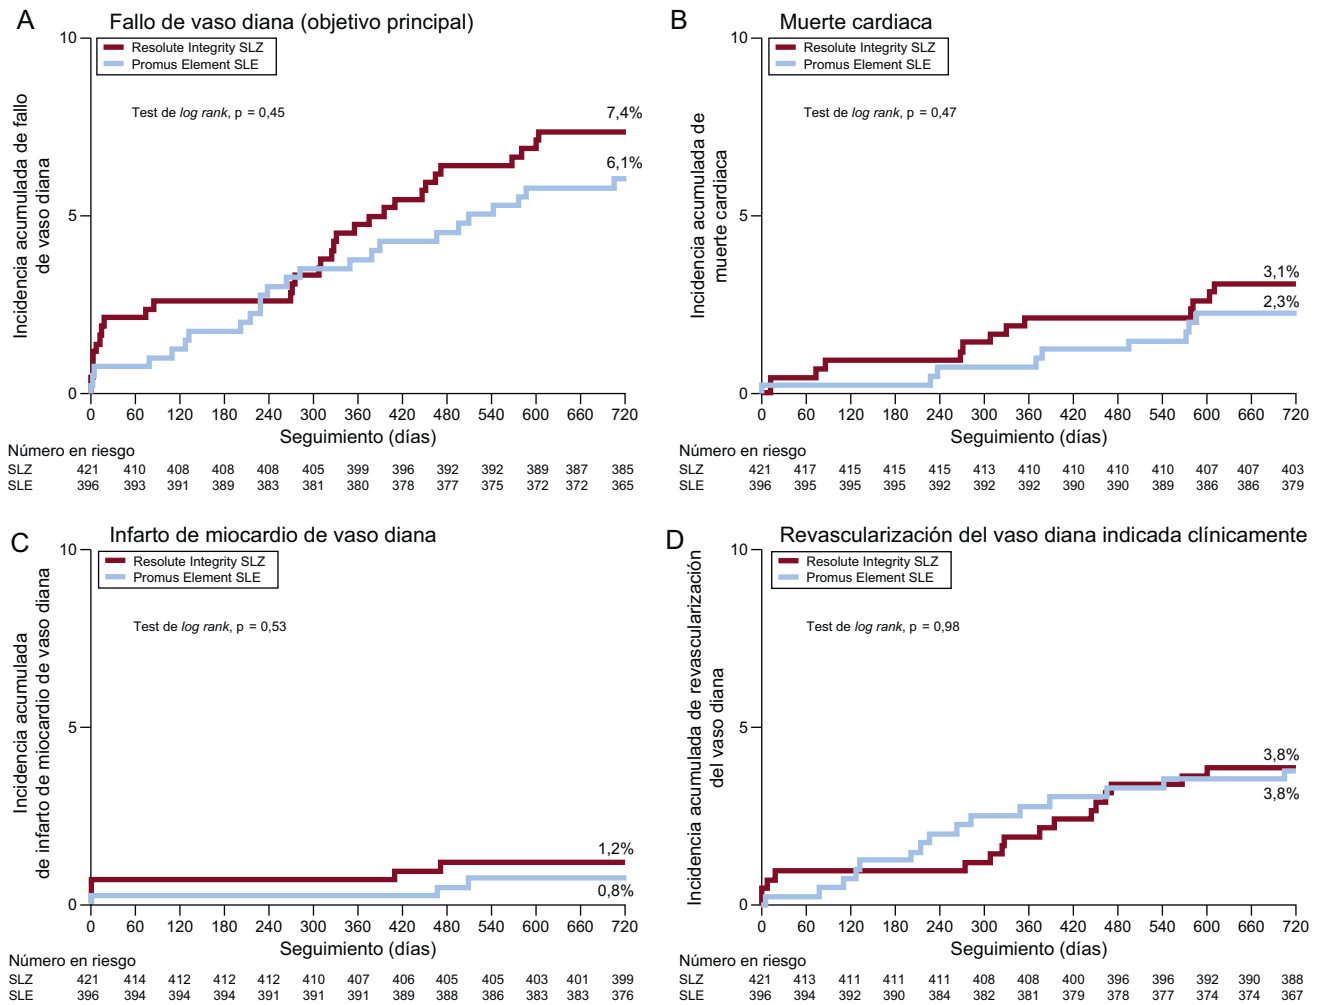 A
Fallo de vaso diana (objetivo principal)
10
5
0
Incidencia acumulada de fallo
de vaso diana
Resolute Integrity SLZ
Promus Element SLE
Test de log rank, p = 0,45
7,4%
6,1%
0 60 120 180 240 300 360 420 480 540 600 660 720
Seguimiento (días)
Número en riesgo
SLZ 421 410 408 408 408 405 399 396 392 392 389 387 385
SLE 396 393 391 389 383 381 380 378 377 375 372 372 365
B
Muerte cardiaca
10
5
0
Incidencia acumulada de
muerte cardiaca
Resolute Integrity SLZ
Promus Element SLE
Test de log rank, p = 0,47
3,1%
2,3%
0 60 120 180 240 300 360 420 480 540 600 660 720
Seguimiento (días)
Número en riesgo
SLZ 421 417 415 415 415 413 410 410 410 410 407 407 403
SLE 396 395 395 395 392 392 392 390 390 389 386 386 379
C
Infarto de miocardio de vaso diana
10
5
0
Incidencia acumulada
de infarto de miocardio de vaso diana
Resolute Integrity SLZ
Promus Element SLE
Test de log rank, p = 0,53
1,2%
0,8%
0 60 120 180 240 300 360 420 480 540 600 660 720
Seguimiento (días)
Número en riesgo
SLZ 421 414 412 412 412 410 407 406 405 405 403 401 399
SLE 396 394 394 394 391 391 391 389 388 386 383 383 376
D
Revascularización del vaso diana indicada clínicamente
10
5
0
Incidencia acumulada de revascularización
del vaso diana
Resolute Integrity SLZ
Promus Element SLE
Test de log rank, p = 0,98
3,8%
3,8%
0 60 120 180 240 300 360 420 480 540 600 660 720
Seguimiento (días)
Número en riesgo
SLZ 421 413 411 411 411 408 408 400 396 396 392 390 388
SLE 396 394 392 390 384 382 381 379 378 377 374 374 367